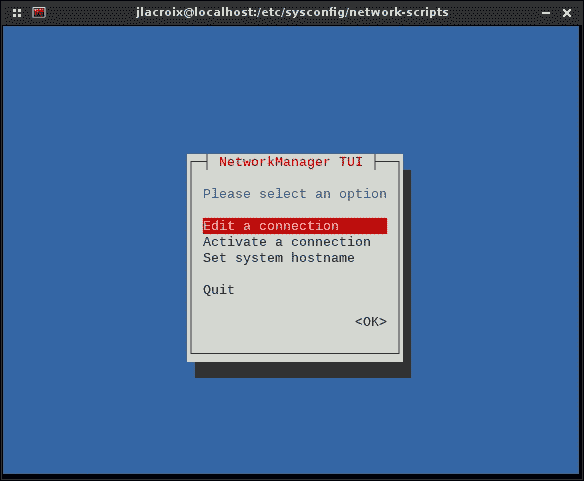 jlacroix@localhost:/etc/sysconfig/network-scripts
NetworkManager TUI
Please select an option
Edit a connection
Activate a connection
Set system hostname
Quit
<OK>